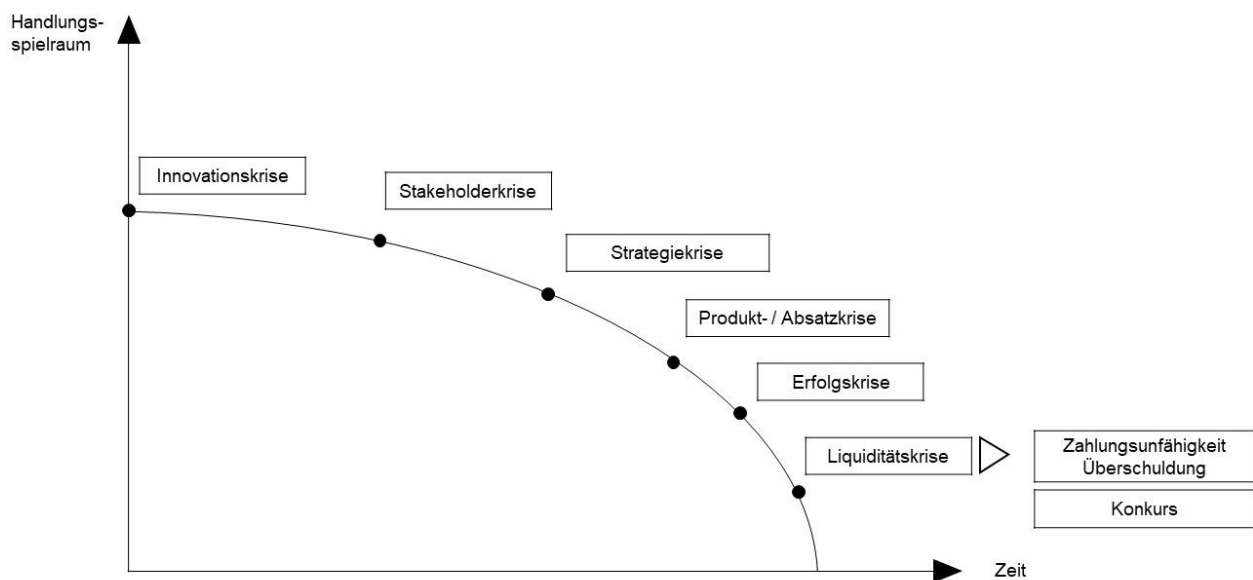 Handlungs-
spielraum
Innovationskrise
Stakeholderkrise
Strategiekrise
Produkt- / Absatzkrise
Erfolgskrise
Liquiditätskrise
Zahlungsunfähigkeit
Überschuldung
Konkurs
Zeit